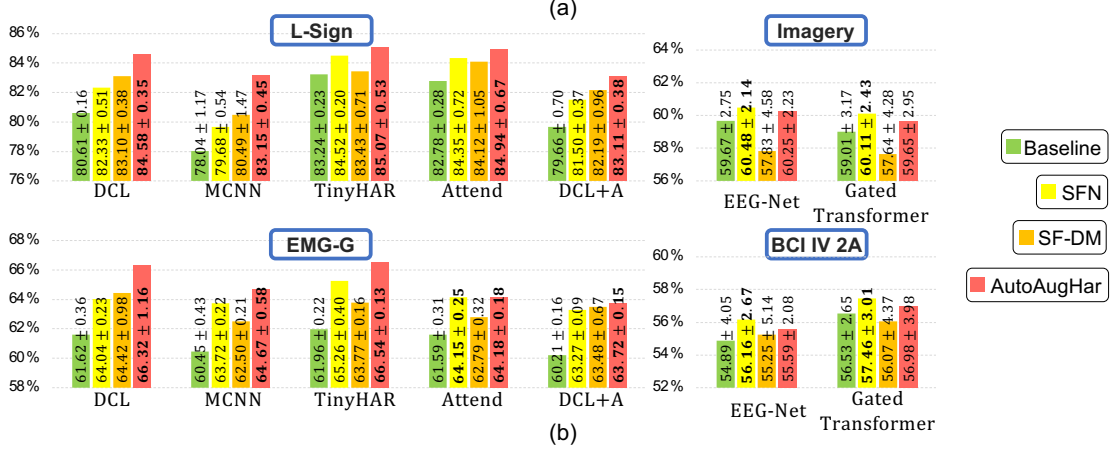 (a)
L-Sign
86%
84%
82%
80%
78%
76%
80.61 ± 0.16
82.33 ± 0.51
83.10 ± 0.38
84.58 ± 0.35
78.04 ± 1.17
79.68 ± 0.54
80.49 ± 1.47
83.15 ± 0.45
83.24 ± 0.23
84.52 ± 0.20
83.43 ± 0.71
85.07 ± 0.53
82.78 ± 0.28
84.35 ± 0.72
84.12 ± 1.05
84.94 ± 0.67
79.66 ± 0.70
81.50 ± 0.37
82.19 ± 0.96
83.11 ± 0.38
DCL
MCNN
TinyHAR
Attend
DCL+A
Imagery
64%
62%
60%
58%
56%
59.67 ± 2.75
60.48 ± 2.14
57.83 ± 4.58
60.25 ± 2.23
59.01 ± 3.17
60.11 ± 2.43
57.64 ± 4.28
59.65 ± 2.95
EEG-Net
Gated
Transformer
Baseline
SFN
SF-DM
AutoAugHar
EMG-G
68%
66%
64%
62%
60%
58%
61.62 ± 0.36
64.04 ± 0.23
64.42 ± 0.98
66.32 ± 1.16
60.45 ± 0.43
63.72 ± 0.22
62.50 ± 0.21
64.67 ± 0.58
61.96 ± 0.22
65.26 ± 0.40
63.77 ± 0.16
66.54 ± 0.13
61.59 ± 0.31
64.15 ± 0.25
62.79 ± 0.32
64.18 ± 0.18
60.21 ± 0.16
63.27 ± 0.09
63.48 ± 0.67
63.72 ± 0.15
DCL
MCNN
TinyHAR
Attend
DCL+A
BCI IV 2A
60%
58%
56%
54%
52%
54.89 ± 4.05
56.16 ± 2.67
55.25 ± 5.14
55.59 ± 2.08
56.53 ± 2.65
57.46 ± 3.01
56.07 ± 4.37
56.98 ± 3.98
EEG-Net
Gated
Transformer
(b)